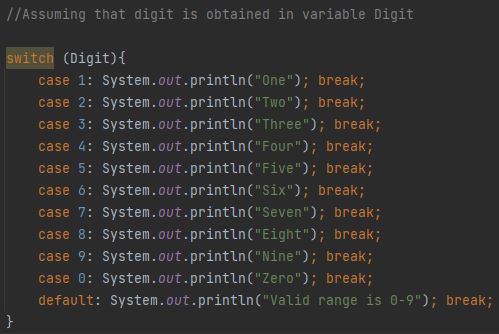 //Assuming that digit is obtained in variable Digit
switch (Digit){
case 1: System.out.println("One"); break;
case 2: System.out.println("Two"); break;
case 3: System.out.println("Three"); break;
case 4: System.out.println("Four"); break;
case 5: System.out.println("Five"); break;
case 6: System.out.println("Six"); break;
case 7: System.out.println("Seven"); break;
case 8: System.out.println("Eight"); break;
case 9: System.out.println("Nine"); break;
case 0: System.out.println("Zero"); break;
default: System.out.println("Valid range is 0-9"); break;
}